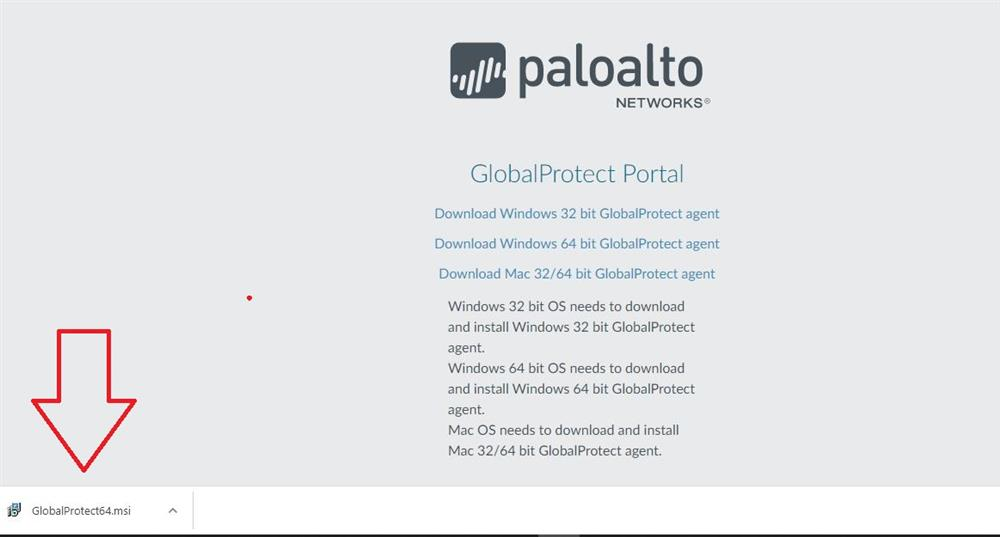 paloalto
NETWORKS®
GlobalProtect Portal
Download Windows 32 bit GlobalProtect agent
Download Windows 64 bit GlobalProtect agent
Download Mac 32/64 bit GlobalProtect agent
Windows 32 bit OS needs to download
and install Windows 32 bit GlobalProtect
agent.
Windows 64 bit OS needs to download
and install Windows 64 bit GlobalProtect
agent.
Mac OS needs to download and install
Mac 32/64 bit GlobalProtect agent.
GlobalProtect64.msi